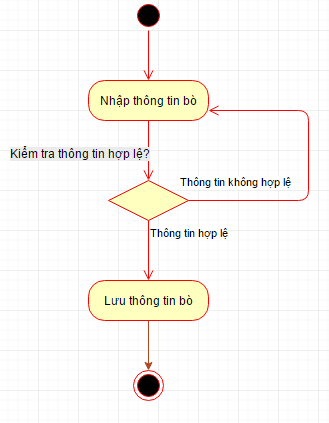 Nhập thông tin bò
Kiểm tra thông tin hợp lệ?
Thông tin không hợp lệ
Thông tin hợp lệ
Lưu thông tin bò